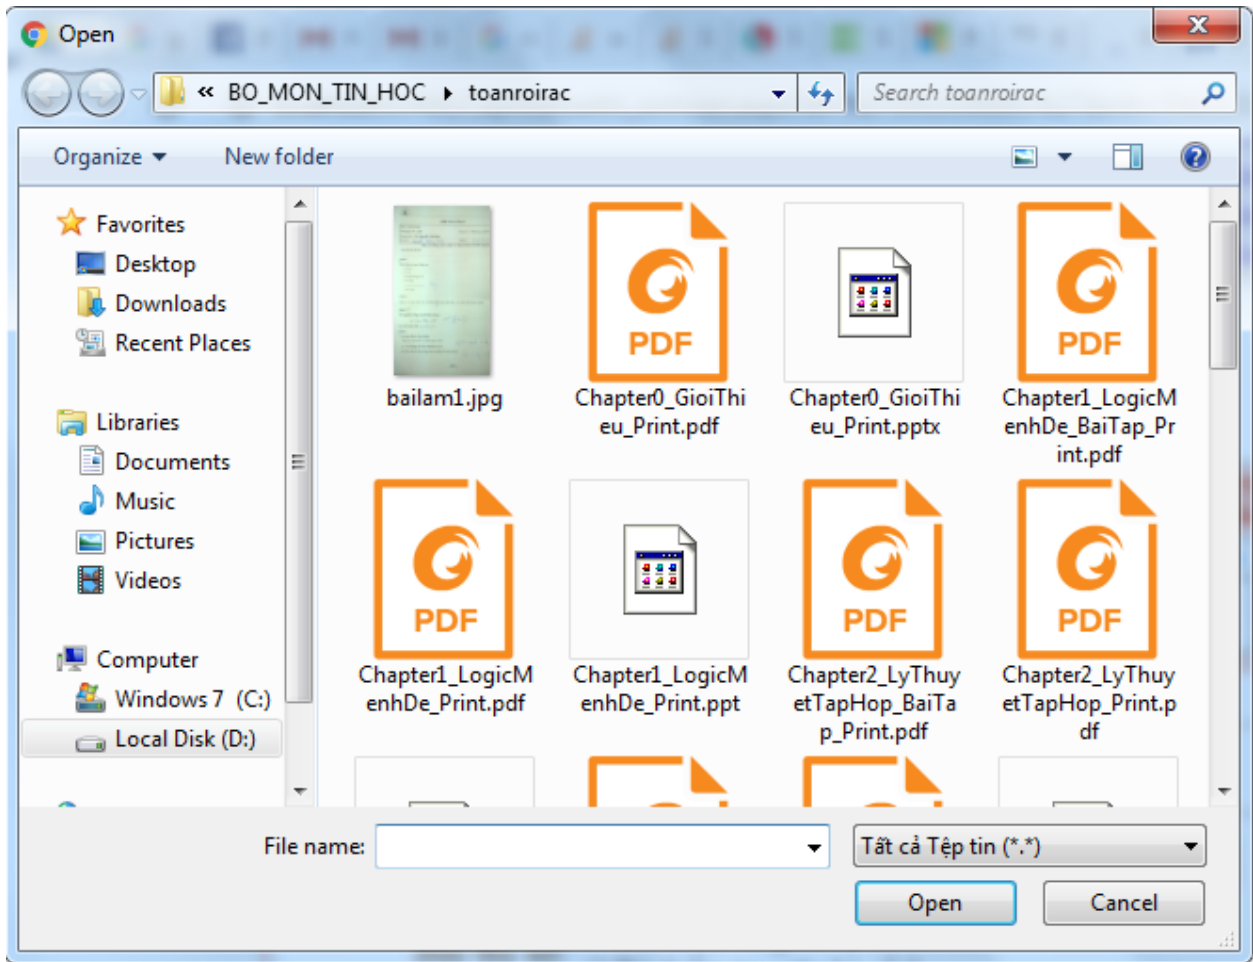 Open
« BO_MON_TIN_HOC ▸ toanroirac
Search toanroirac
Organize
New folder
Favorites
Desktop
Downloads
Recent Places
Libraries
Documents
Music
Pictures
Videos
Computer
Windows 7 (C:)
Local Disk (D:)
bailam1.jpg
PDF
Chapter0_GioiThi
eu_Print.pdf
Chapter0_GioiThi
eu_Print.pptx
PDF
Chapter1_LogicM
enhDe_BaiTap_Pr
int.pdf
PDF
Chapter1_LogicM
enhDe_Print.pdf
Chapter1_LogicM
enhDe_Print.ppt
PDF
Chapter2_LyThuy
etTapHop_BaiTa
p_Print.pdf
PDF
Chapter2_LyThuy
etTapHop_Print.p
df
File name:
Tất cả Tệp tin (*.*)
Open
Cancel